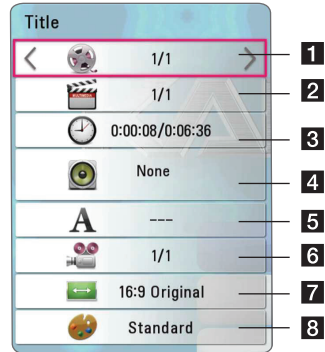 Title
1/1 1
1/1 2
0:00:08/0:06:36 3
None 4
A --- 5
1/1 6
16:9 Original 7
Standard 8